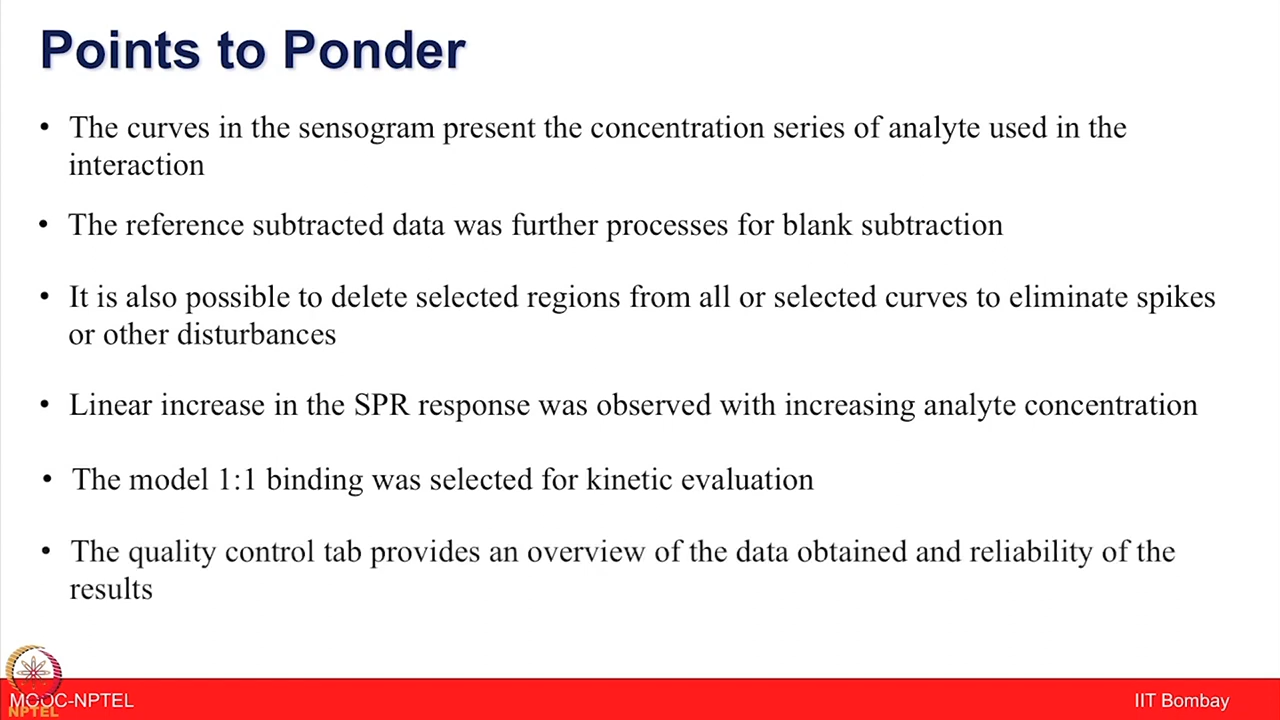 Points to Ponder
• The curves in the sensogram present the concentration series of analyte used in the
interaction
• The reference subtracted data was further processes for blank subtraction
• It is also possible to delete selected regions from all or selected curves to eliminate spikes
or other disturbances
• Linear increase in the SPR response was observed with increasing analyte concentration
• The model 1:1 binding was selected for kinetic evaluation
• The quality control tab provides an overview of the data obtained and reliability of the
results
MOOC-NPTEL
NPTEL
IIT Bombay